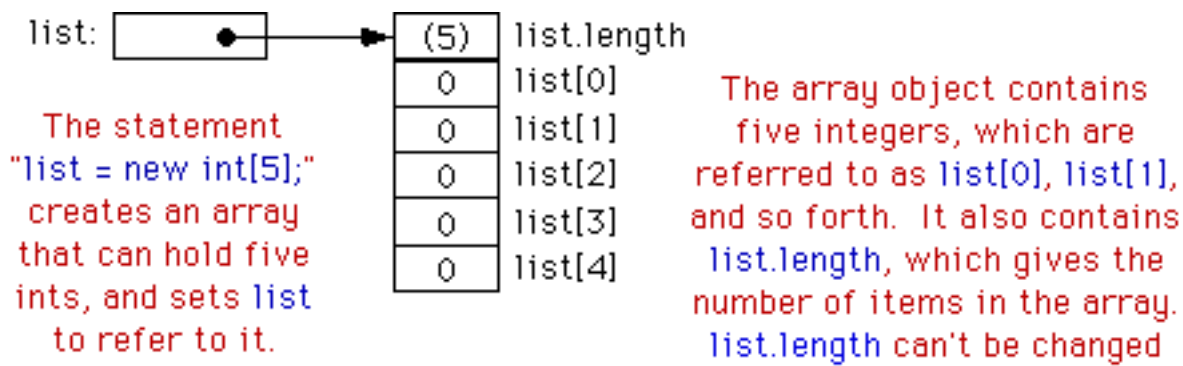 list:
(5) list.length
0 list[0]
0 list[1]
0 list[2]
0 list[3]
0 list[4]
The statement
"list = new int[5];"
creates an array
that can hold five
ints, and sets list
to refer to it.
The array object contains
five integers, which are
referred to as list[0], list[1],
and so forth. It also contains
list.length, which gives the
number of items in the array.
list.length can't be changed